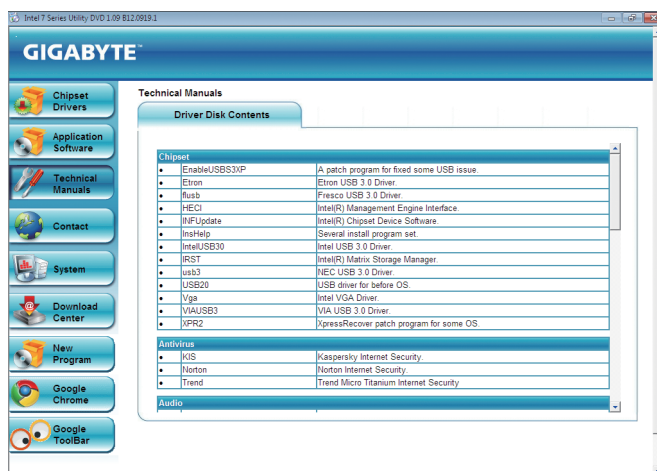 Intel 7 Series Utility DVD 1.09 B12.0919.1
GIGABYTE™
Chipset
Drivers
Application
Software
Technical
Manuals
Contact
System
Download
Center
New
Program
Google
Chrome
Google
ToolBar
Technical Manuals
Driver Disk Contents
Chipset
• EnableUSBS3XP A patch program for fixed some USB issue.
• Etron Etron USB 3.0 Driver.
• flusb Fresco USB 3.0 Driver.
• HECI Intel(R) Management Engine Interface.
• INFUpdate Intel(R) Chipset Device Software.
• InsHelp Several install program set.
• IntelUSB30 Intel USB 3.0 Driver.
• IRST Intel(R) Matrix Storage Manager.
• usb3 NEC USB 3.0 Driver.
• USB20 USB driver for before OS.
• Vga Intel VGA Driver.
• VIAUSB3 VIA USB 3.0 Driver.
• XPR2 XpressRecover patch program for some OS.
Antivirus
• KIS Kaspersky Internet Security.
• Norton Norton Internet Security.
• Trend Trend Micro Titanium Internet Security
Audio